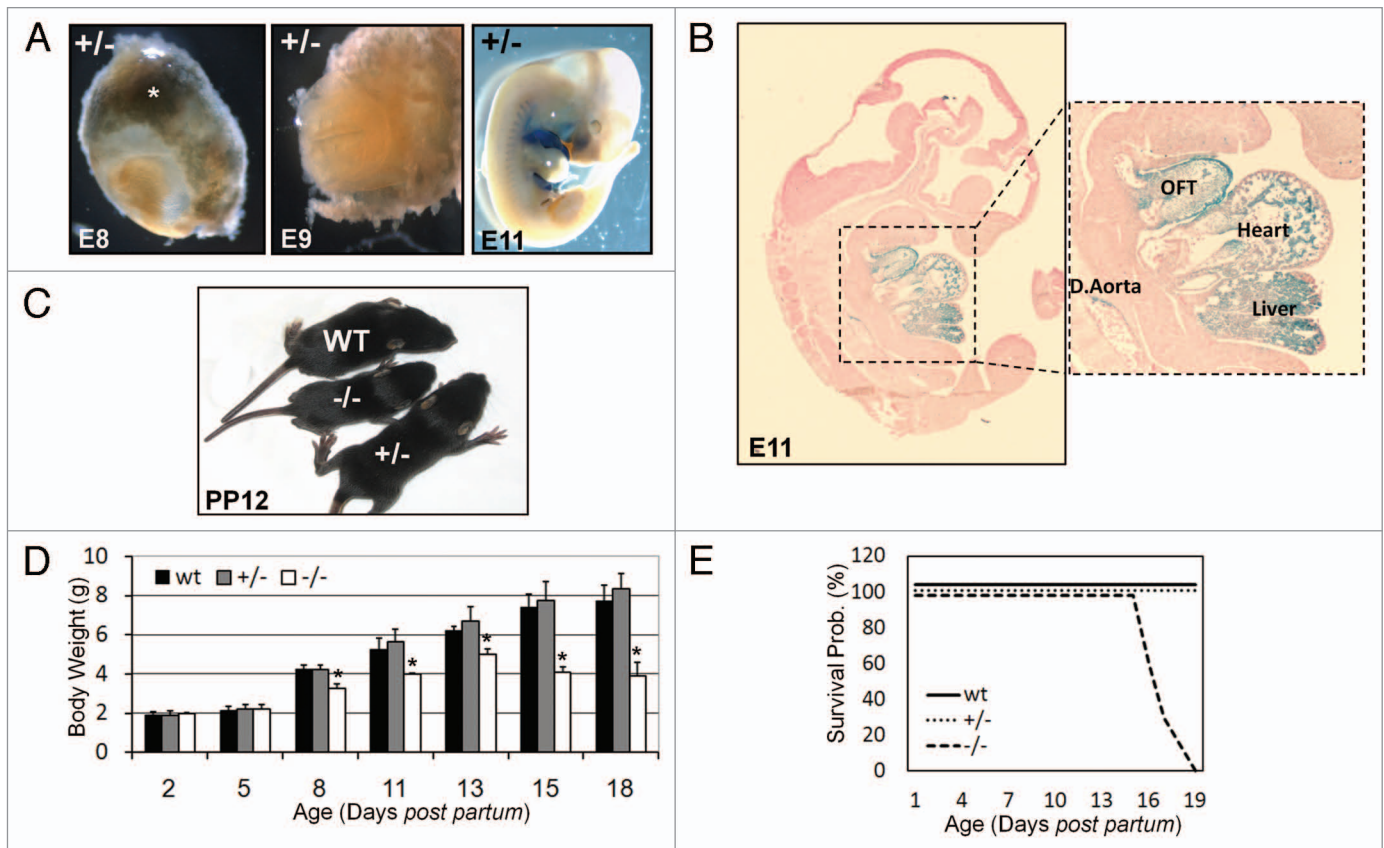 A
+/-
*
E8
+/-
E9
+/-
E11
B
OFT
Heart
D.Aorta
Liver
E11
C
WT
-/-
+/-
PP12
D
Body Weight (g)
10
8
6
4
2
0
wt +/- -/-
* * * * *
2 5 8 11 13 15 18
Age (Days post partum)
E
Survival Prob. (%)
120
100
80
60
40
20
0
wt
+/-
-/-
1 4 7 10 13 16 19
Age (Days post partum)